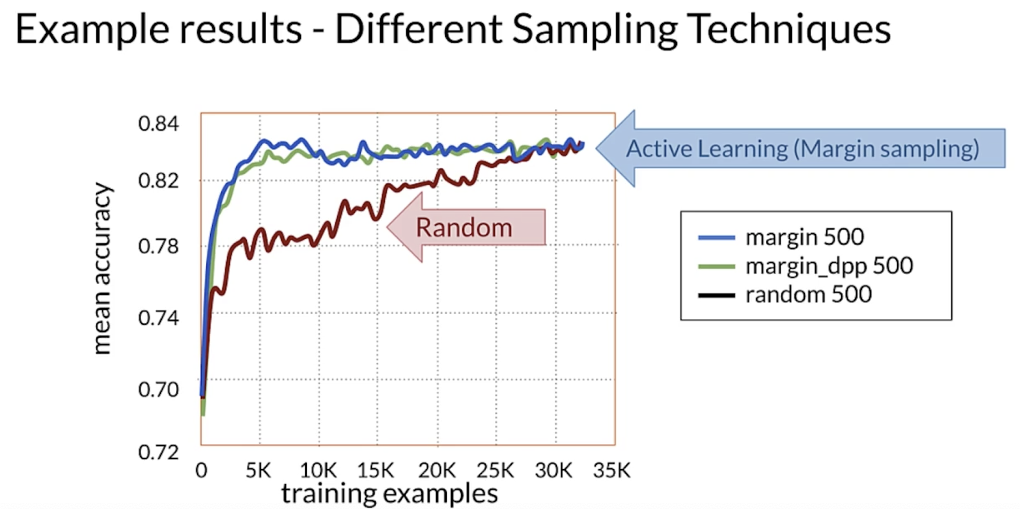 Example results - Different Sampling Techniques
0.84
0.82
0.78
0.74
0.70
0.72
mean accuracy
0 5K 10K 15K 20K 25K 30K 35K
training examples
Active Learning (Margin sampling)
Random
margin 500
margin_dpp 500
random 500